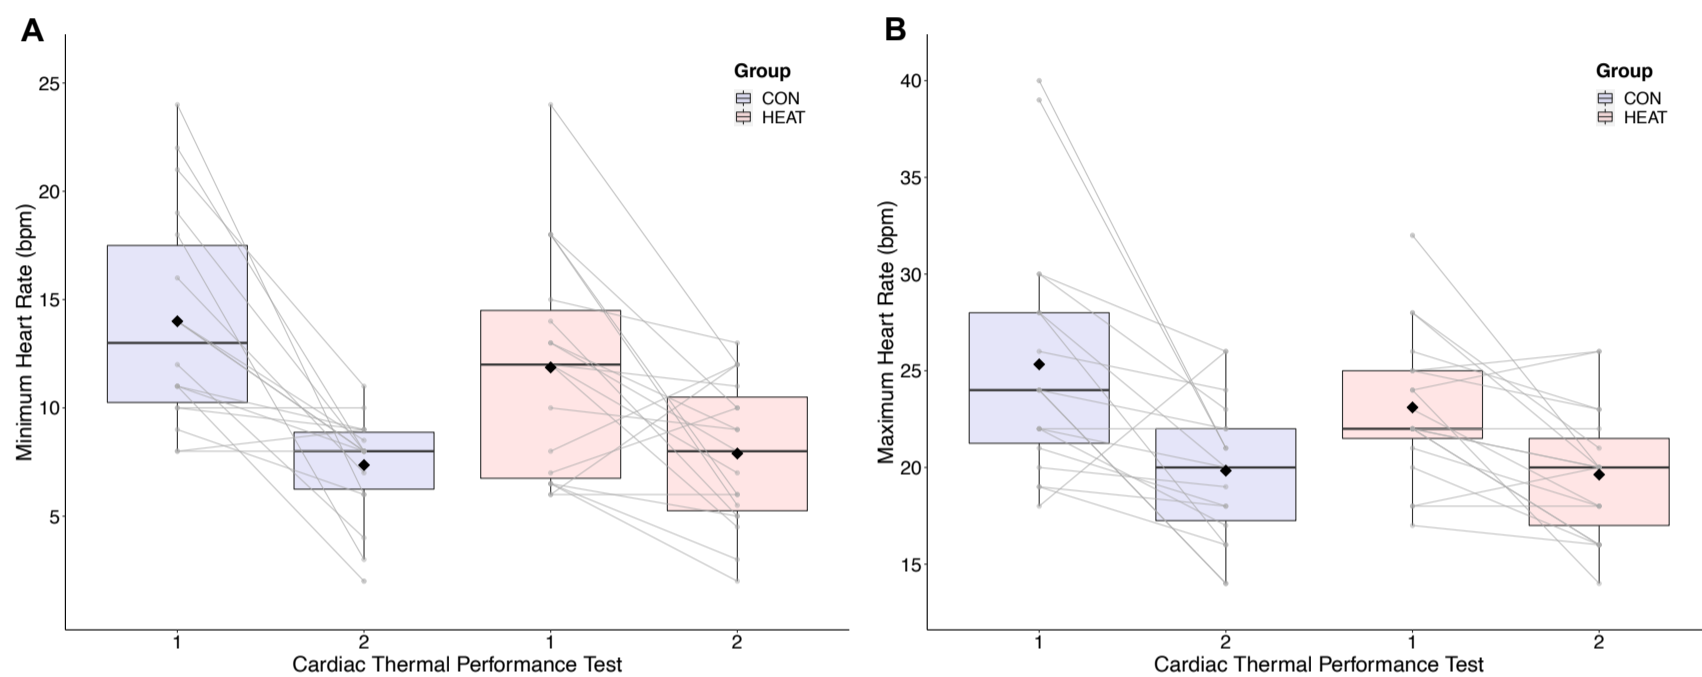 A
Minimum Heart Rate (bpm)
25
20
15
10
5
Group
CON
HEAT
1
2
1
2
Cardiac Thermal Performance Test
B
Maximum Heart Rate (bpm)
40
35
30
25
20
15
Group
CON
HEAT
1
2
1
2
Cardiac Thermal Performance Test